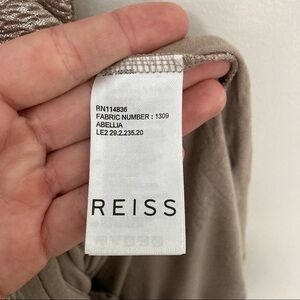 RN114836
FABRIC NUMBER : 1309
ABELLIA
LE2 29.2.235.20
REISS